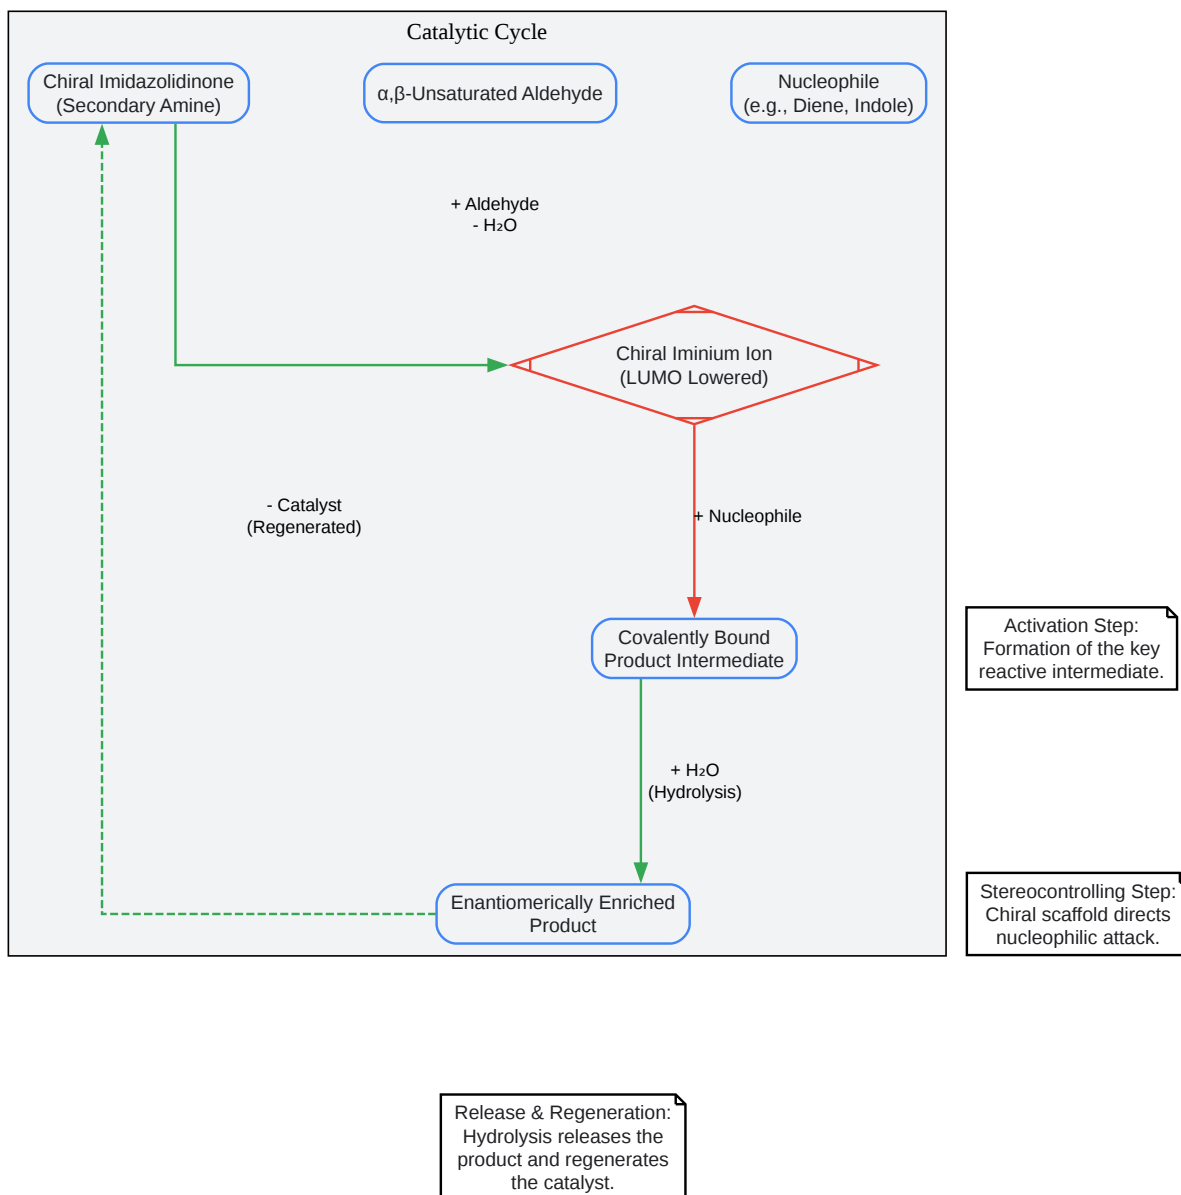 Catalytic Cycle
Chiral Imidazolidinone
(Secondary Amine)
α,β-Unsaturated Aldehyde
Nucleophile
(e.g., Diene, Indole)
+ Aldehyde
- H₂O
Chiral Iminium Ion
(LUMO Lowered)
- Catalyst
(Regenerated)
+ Nucleophile
Covalently Bound
Product Intermediate
Activation Step:
Formation of the key
reactive intermediate.
+ H₂O
(Hydrolysis)
Enantiomerically Enriched
Product
Stereocontrolling Step:
Chiral scaffold directs
nucleophilic attack.
Release & Regeneration:
Hydrolysis releases the
product and regenerates
the catalyst.